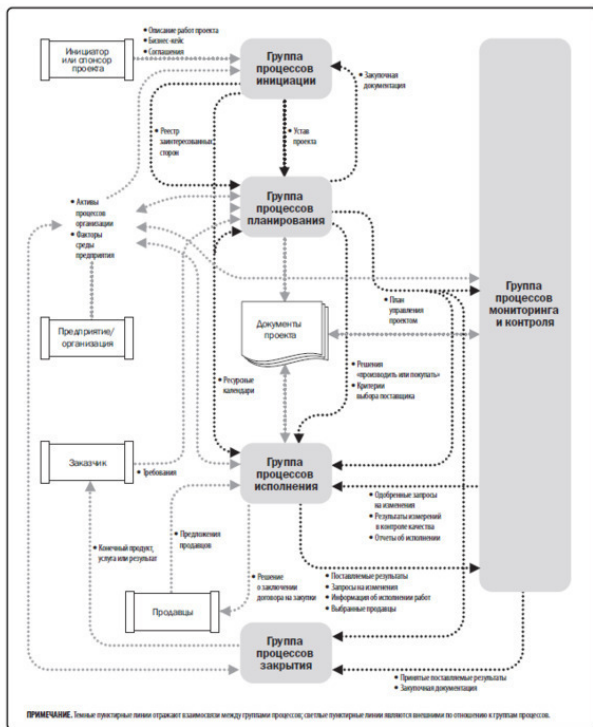 Инициатор
или спонсор
проекта
• Описание работ проекта
• Бизнес-кейс
• Соглашения
Группа
процессов
инициации
• Закупочная
документация
• Реестр
заинтересованных
сторон
• Устав
проекта
• Активы
процессов
организации
• Факторы
среды
предприятия
Группа
процессов
планирования
Группа
процессов
мониторинга
и контроля
Предприятие/
организация
Документы
проекта
• План
управления
проектом
• Решения
«производить или покупать»
• Критерии
выбора поставщика
• Ресурсные
календари
Заказчик
• Требования
Группа
процессов
исполнения
• Одобренные запросы
на изменения
• Результаты измерений
в контроле качества
• Отчеты об исполнении
• Конечный продукт,
услуга или результат
• Предложения
продавцов
Продавцы
• Решение
о заключении
договора на закупки
• Поставляемые результаты
• Запросы на изменения
• Информация об исполнении работ
• Выбранные продавцы
Группа
процессов
закрытия
• Принятые поставляемые результаты
• Закупочная документация
ПРИМЕЧАНИЕ. Темные пунктирные линии отражают взаимосвязи между группами процессов; светлые пунктирные линии являются внешними по отношению к группам процессов.